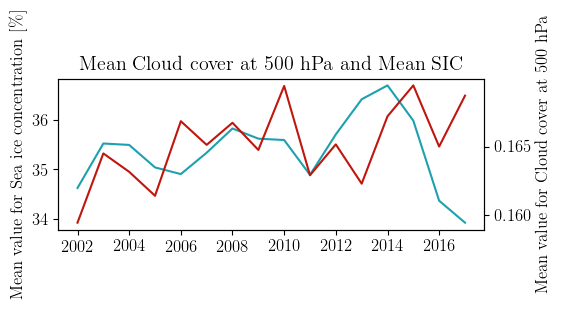 Mean Cloud cover at 500 hPa and Mean SIC
Mean value for Sea ice concentration [%]
36
35
34
2002 2004 2006 2008 2010 2012 2014 2016
0.165
0.160
Mean value for Cloud cover at 500 hPa